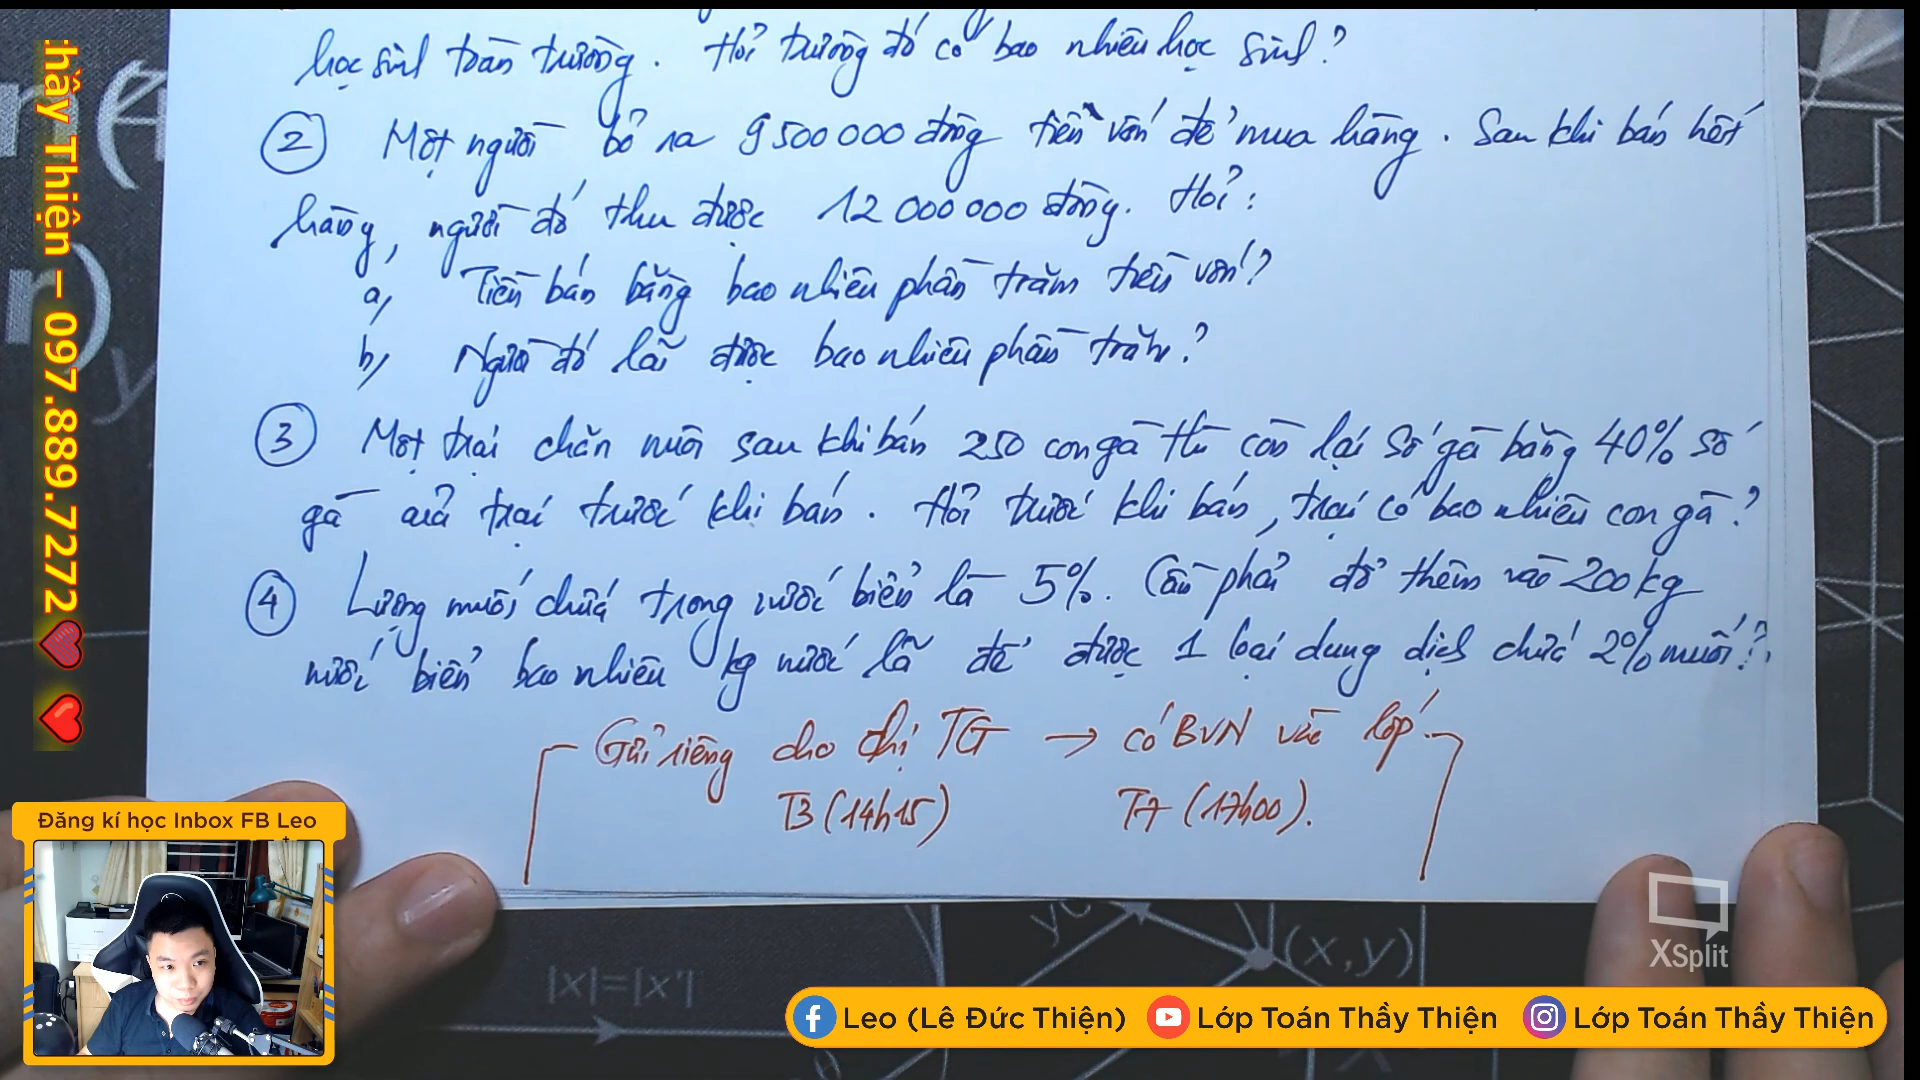 học sinh toàn trường. Hỏi trường đó có bao nhiêu học sinh?
② Một người bỏ ra 9500000 đồng tiền vốn để mua hàng. Sau khi bán hết
hàng, người đó thu được 12 000 000 đồng. Hỏi:
a, Tiền bán bằng bao nhiêu phần trăm tiền vốn?
b, Người đó lãi được bao nhiêu phần trăm?
③ Một trại chăn nuôi sau khi bán 250 con gà thì còn lại số gà bằng 40% số
gà của trại trước khi bán. Hỏi trước khi bán, trại có bao nhiêu con gà?
④ Lượng muối chứa trong nước biển là 5%. Cần phải đổ thêm vào 200kg
nước biển bao nhiêu kg nước lã để được 1 loại dung dịch chứa 2% muối?
Gửi riêng cho chị TG → có BVN vào lớp.
T3 (14h15) T7 (17h00).
hầy Thiện – 097.889.7272
Đăng kí học Inbox FB Leo
|x|=|x'|
(x,y)
XSplit
Leo (Lê Đức Thiện) Lớp Toán Thầy Thiện Lớp Toán Thầy Thiện